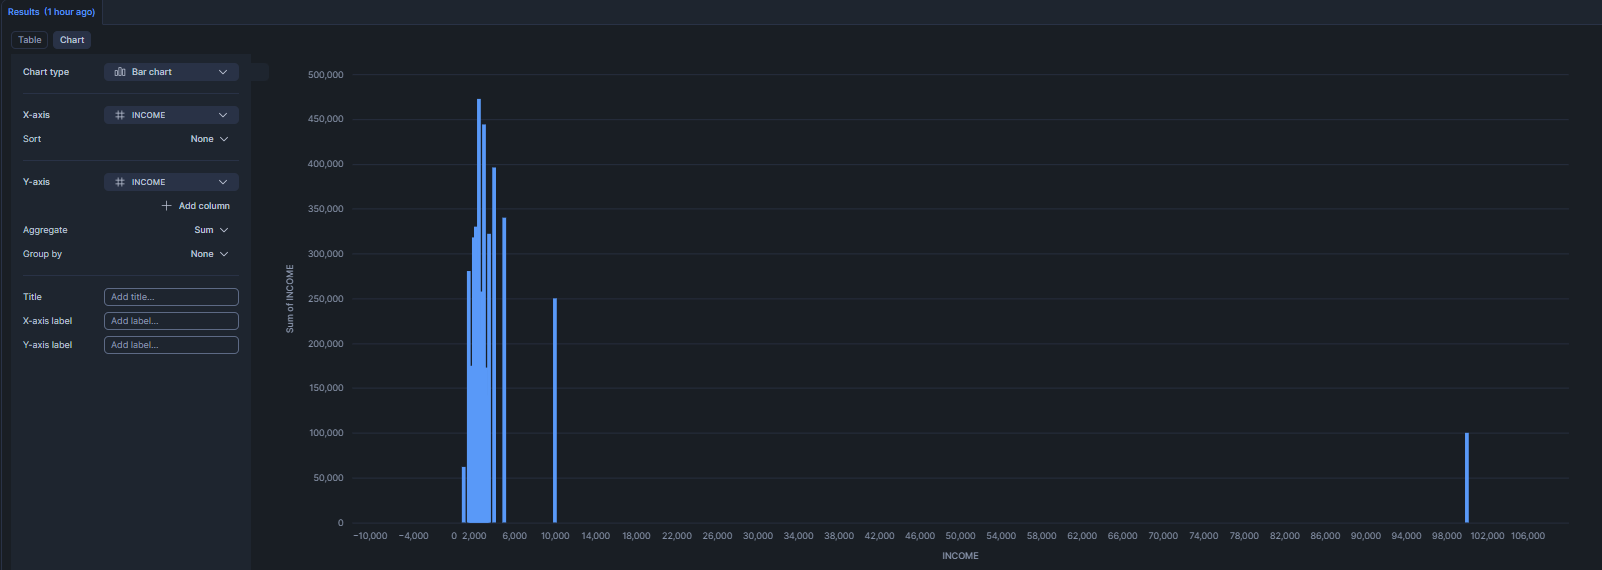 Results (1 hour ago)
Table Chart
Chart type Bar chart
X-axis INCOME
Sort None
Y-axis INCOME
Add column
Aggregate Sum
Group by None
Title Add title...
X-axis label Add label...
Y-axis label Add label...
Sum of INCOME
500,000
450,000
400,000
350,000
300,000
250,000
200,000
150,000
100,000
50,000
0
−10,000 −4,000 0 2,000 6,000 10,000 14,000 18,000 22,000 26,000 30,000 34,000 38,000 42,000 46,000 50,000 54,000 58,000 62,000 66,000 70,000 74,000 78,000 82,000 86,000 90,000 94,000 98,000 102,000 106,000
INCOME